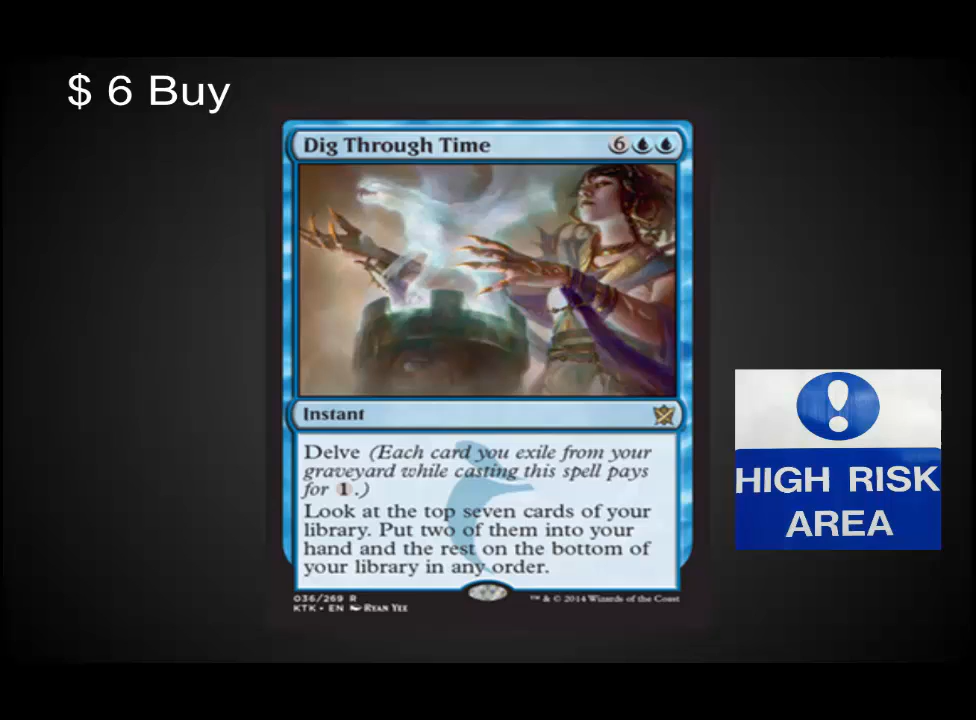 $ 6 Buy
Dig Through Time
6
Instant
Delve (Each card you exile from your
graveyard while casting this spell pays
for 1.)
Look at the top seven cards of your
library. Put two of them into your
hand and the rest on the bottom of
your library in any order.
036/269 R
KTK • EN Ryan Yee
™ & © 2014 Wizards of the Coast
HIGH RISK
AREA